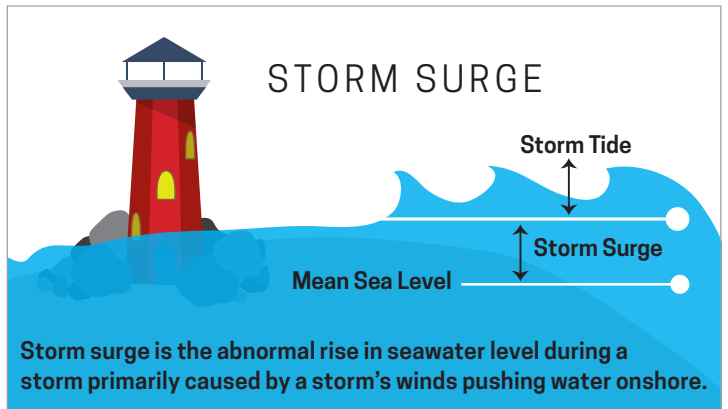 STORM SURGE
Storm Tide
Storm Surge
Mean Sea Level
Storm surge is the abnormal rise in seawater level during a
storm primarily caused by a storm's winds pushing water onshore.